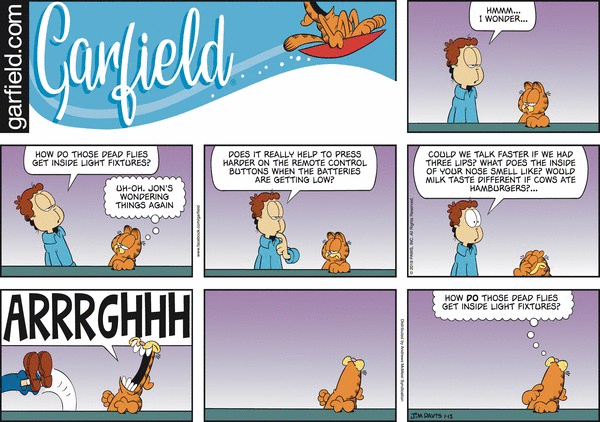 garfield.com
Garfield
HMMM...
I WONDER...
HOW DO THOSE DEAD FLIES
GET INSIDE LIGHT FIXTURES?
UH-OH. JON'S
WONDERING
THINGS AGAIN
www.facebook.com/garfield
DOES IT REALLY HELP TO PRESS
HARDER ON THE REMOTE CONTROL
BUTTONS WHEN THE BATTERIES
ARE GETTING LOW?
© 2019 PAWS, INC. All Rights Reserved.
COULD WE TALK FASTER IF WE HAD
THREE LIPS? WHAT DOES THE INSIDE
OF YOUR NOSE SMELL LIKE? WOULD
MILK TASTE DIFFERENT IF COWS ATE
HAMBURGERS?...
ARRRGHHH
Distributed by Andrews McMeel Syndication
HOW DO THOSE DEAD FLIES
GET INSIDE LIGHT FIXTURES?
JIM DAVIS 1-13